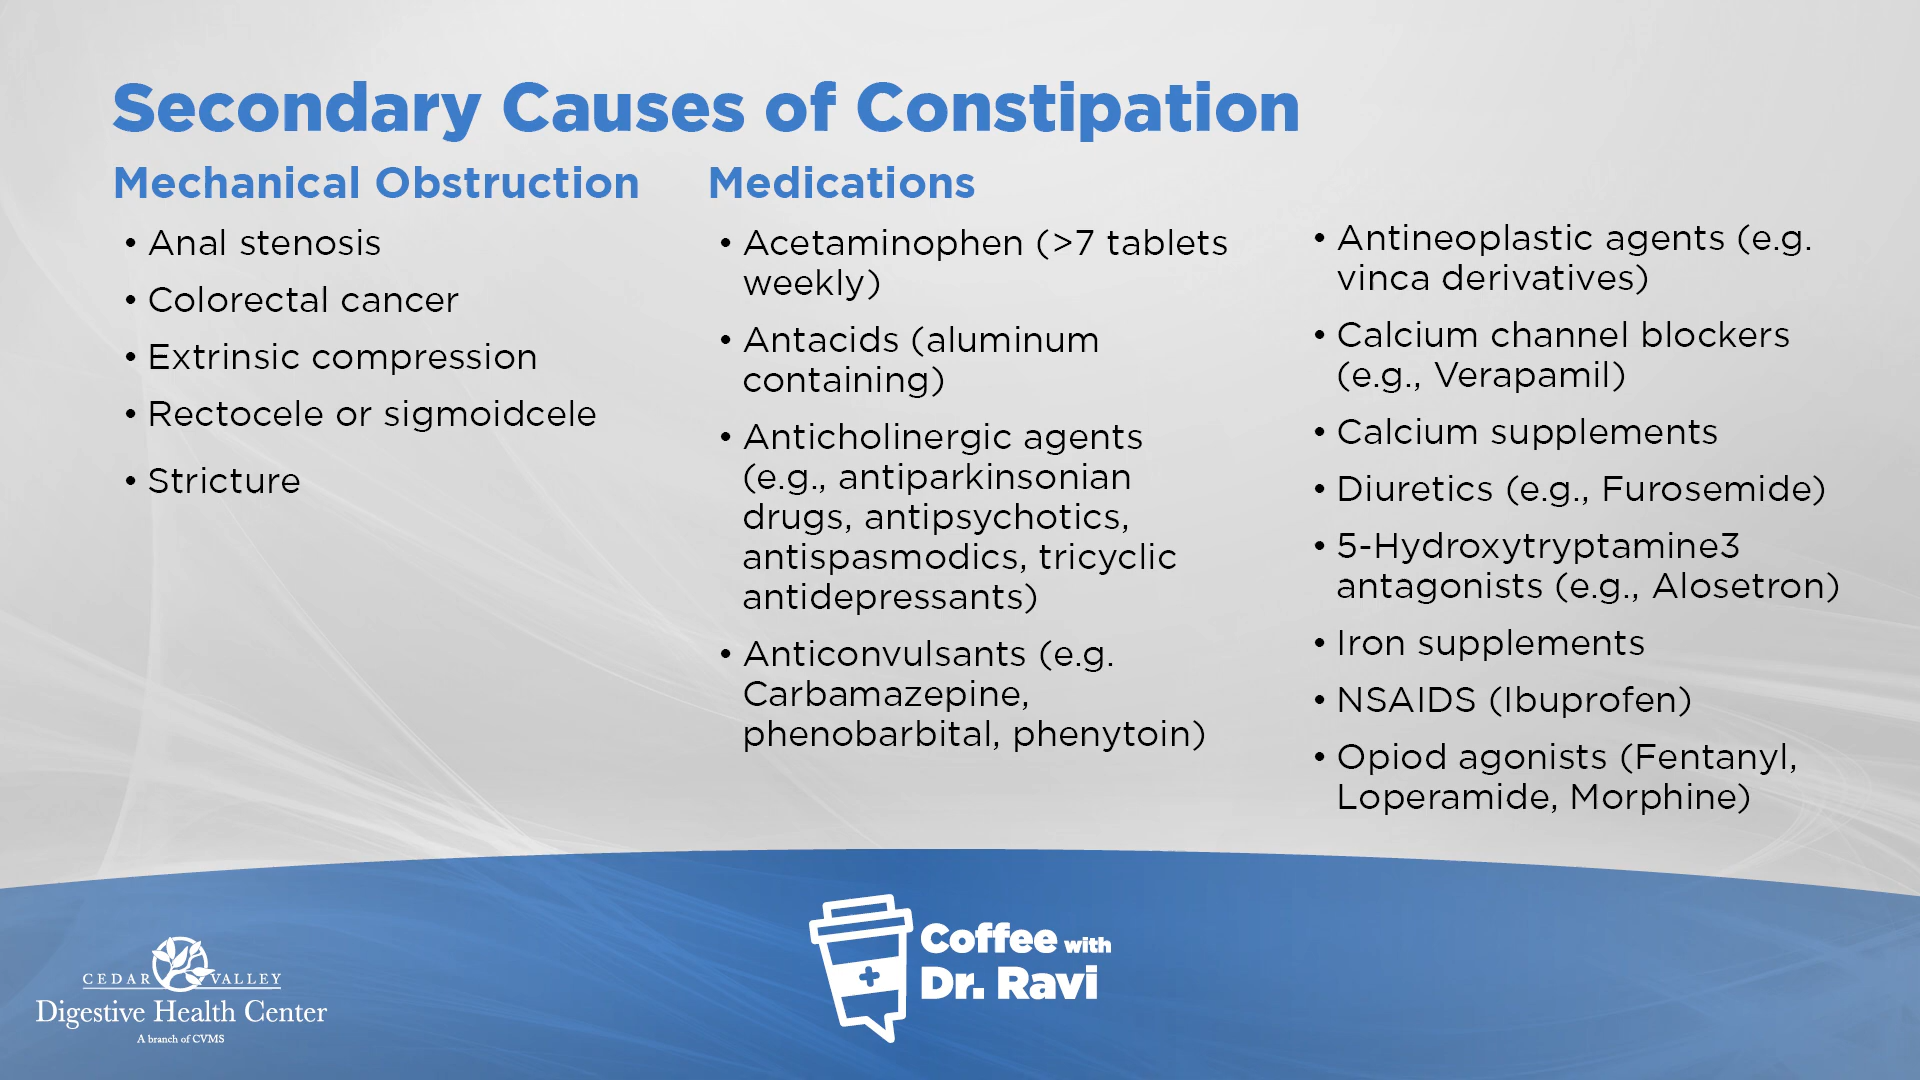 Secondary Causes of Constipation
Mechanical Obstruction
• Anal stenosis
• Colorectal cancer
• Extrinsic compression
• Rectocele or sigmoidcele
• Stricture
Medications
• Acetaminophen (>7 tablets
weekly)
• Antacids (aluminum
containing)
• Anticholinergic agents
(e.g., antiparkinsonian
drugs, antipsychotics,
antispasmodics, tricyclic
antidepressants)
• Anticonvulsants (e.g.
Carbamazepine,
phenobarbital, phenytoin)
• Antineoplastic agents (e.g.
vinca derivatives)
• Calcium channel blockers
(e.g., Verapamil)
• Calcium supplements
• Diuretics (e.g., Furosemide)
• 5-Hydroxytryptamine3
antagonists (e.g., Alosetron)
• Iron supplements
• NSAIDS (Ibuprofen)
• Opiod agonists (Fentanyl,
Loperamide, Morphine)
CEDAR VALLEY
Digestive Health Center
A branch of CVMS
Coffee with
Dr. Ravi